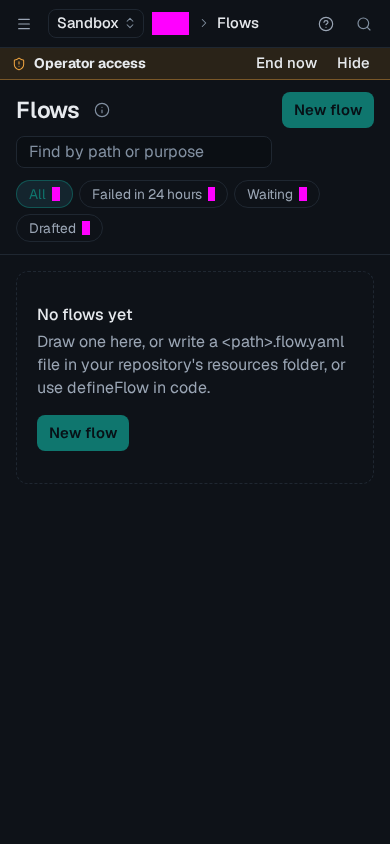 Sandbox
Flows
Operator access
End now
Hide
Flows
New flow
Find by path or purpose
All
Failed in 24 hours
Waiting
Drafted
No flows yet
Draw one here, or write a <path>.flow.yaml
file in your repository's resources folder, or
use defineFlow in code.
New flow